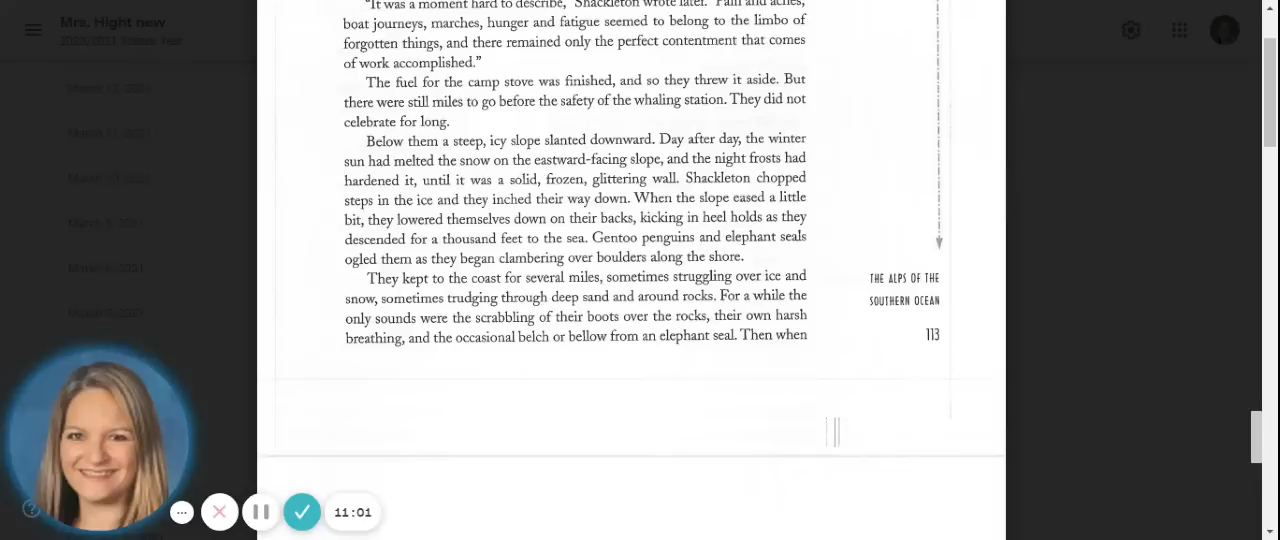 Mrs. Hight new
March 11, 2021
March 9, 2021
"It was a moment hard to describe," Shackleton wrote later. "Pain and aches,
boat journeys, marches, hunger and fatigue seemed to belong to the limbo of
forgotten things, and there remained only the perfect contentment that comes
of work accomplished."
The fuel for the camp stove was finished, and so they threw it aside. But
there were still miles to go before the safety of the whaling station. They did not
celebrate for long.
Below them a steep, icy slope slanted downward. Day after day, the winter
sun had melted the snow on the eastward-facing slope, and the night frosts had
hardened it, until it was a solid, frozen, glittering wall. Shackleton chopped
steps in the ice and they inched their way down. When the slope eased a little
bit, they lowered themselves down on their backs, kicking in heel holds as they
descended for a thousand feet to the sea. Gentoo penguins and elephant seals
ogled them as they began clambering over boulders along the shore.
They kept to the coast for several miles, sometimes struggling over ice and
snow, sometimes trudging through deep sand and around rocks. For a while the
only sounds were the scrabbling of their boots over the rocks, their own harsh
breathing, and the occasional belch or bellow from an elephant seal. Then when
THE ALPS OF THE
SOUTHERN OCEAN
113
11:01